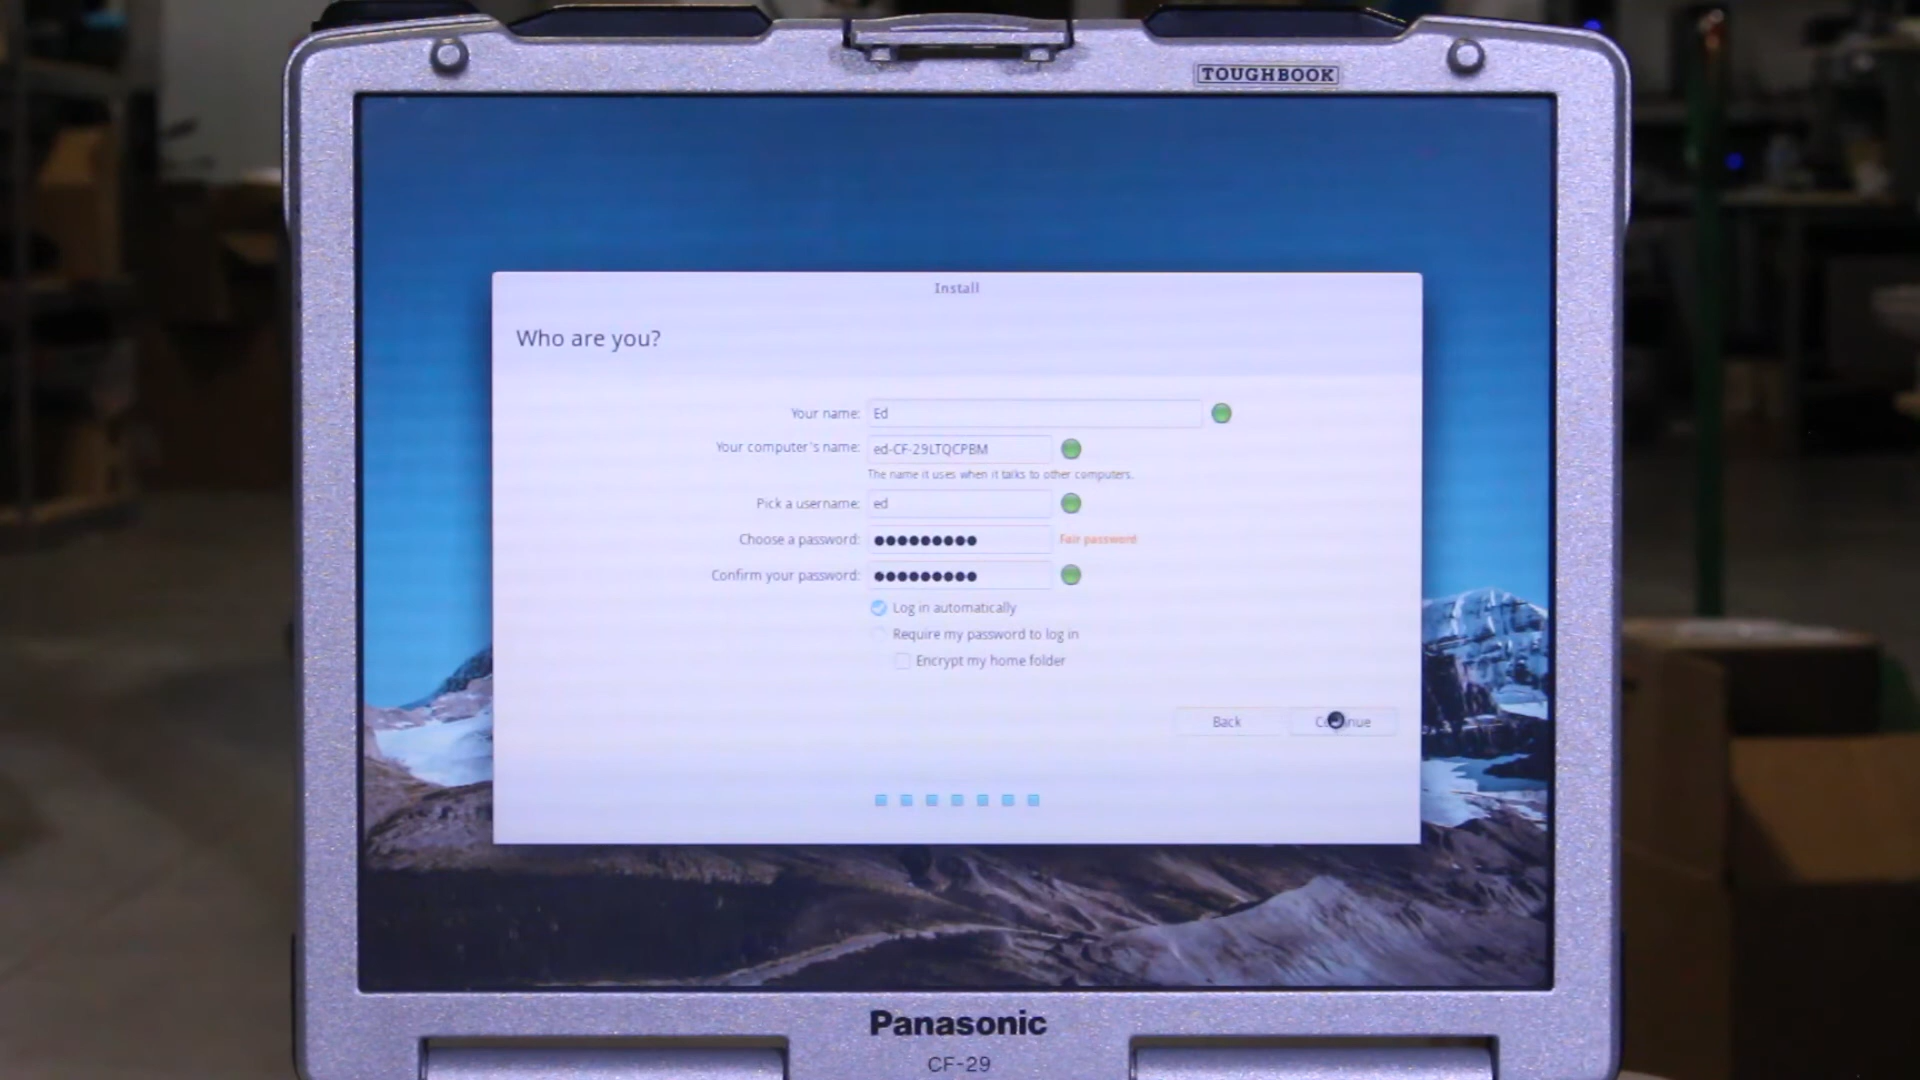 TOUGHBOOK
Install
Who are you?
Your name: Ed
Your computer's name: ed-CF-29LTQCPBM
The name it uses when it talks to other computers.
Pick a username: ed
Choose a password: ●●●●●●●●● Fair password
Confirm your password: ●●●●●●●●●
Log in automatically
Require my password to log in
Encrypt my home folder
Back Continue
Panasonic
CF-29